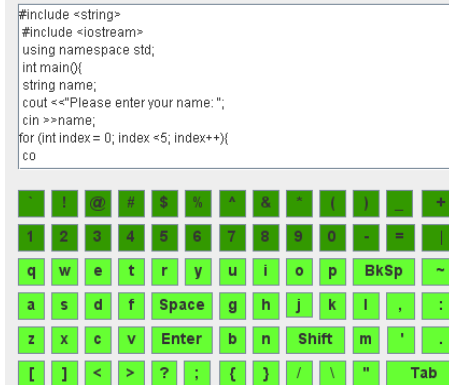 #include <string>
#include <iostream>
using namespace std;
int main(){
string name;
cout <<"Please enter your name: ";
cin >>name;
for (int index = 0; index <5; index++){
co
` ! @ # $ % ^ & * ( ) _ +
1 2 3 4 5 6 7 8 9 0 - = |
q w e t r y u i o p BkSp ~
a s d f Space g h j k l , :
z x c v Enter b n Shift m ' .
[ ] < > ? ; { } / \ " Tab